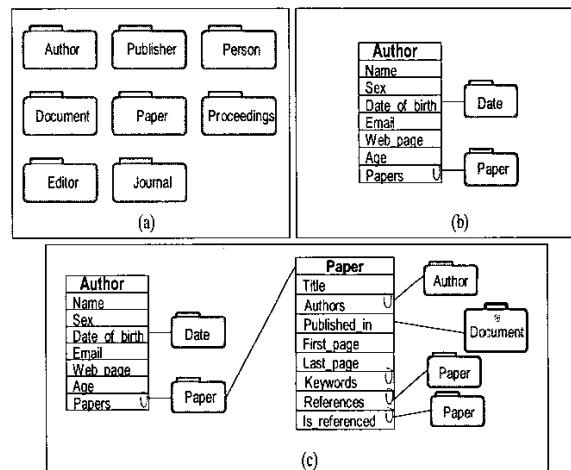 Author Publisher Person
Document Paper Proceedings
Editor Journal
(a)
Author
Name
Sex
Date_of_birth Date
Email
Web_page
Age
Papers U Paper
(b)
Author
Name
Sex
Date_of_birth Date
Email
Web_page
Age
Papers U Paper
Paper
Title
Authors U Author
Published_in Document
First_page
Last_page
Keywords U
References U Paper
Is_referenced U Paper
(c)